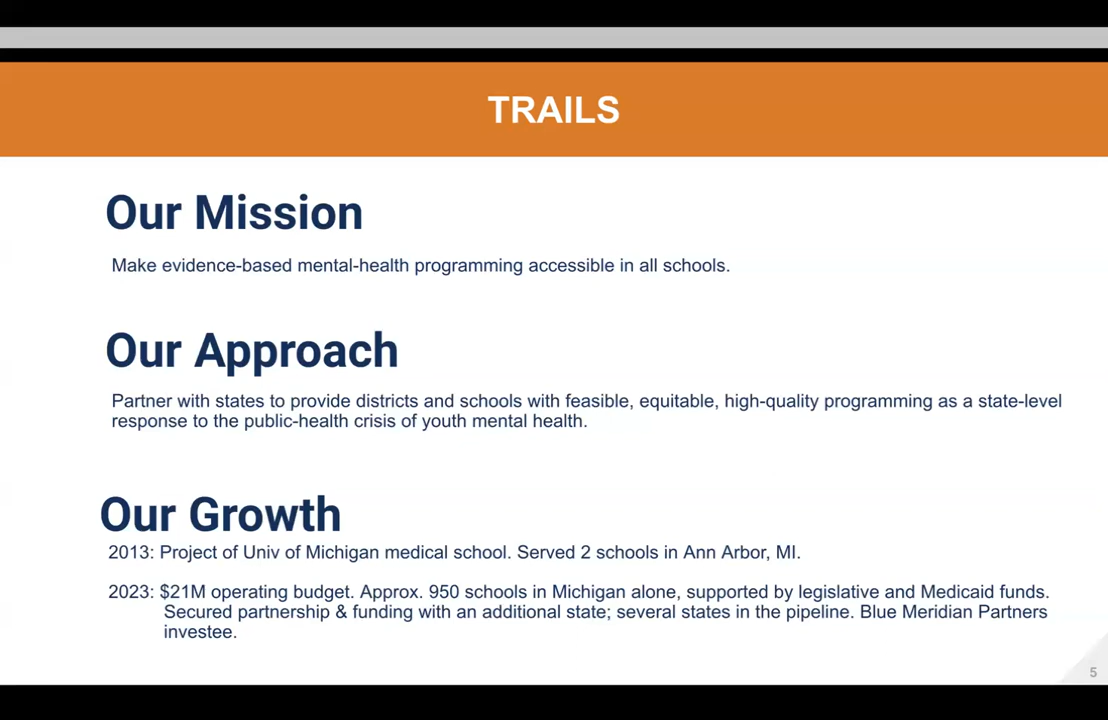 TRAILS
Our Mission
Make evidence-based mental-health programming accessible in all schools.
Our Approach
Partner with states to provide districts and schools with feasible, equitable, high-quality programming as a state-level
response to the public-health crisis of youth mental health.
Our Growth
2013: Project of Univ of Michigan medical school. Served 2 schools in Ann Arbor, MI.
2023: $21M operating budget. Approx. 950 schools in Michigan alone, supported by legislative and Medicaid funds.
Secured partnership & funding with an additional state; several states in the pipeline. Blue Meridian Partners
investee.
5